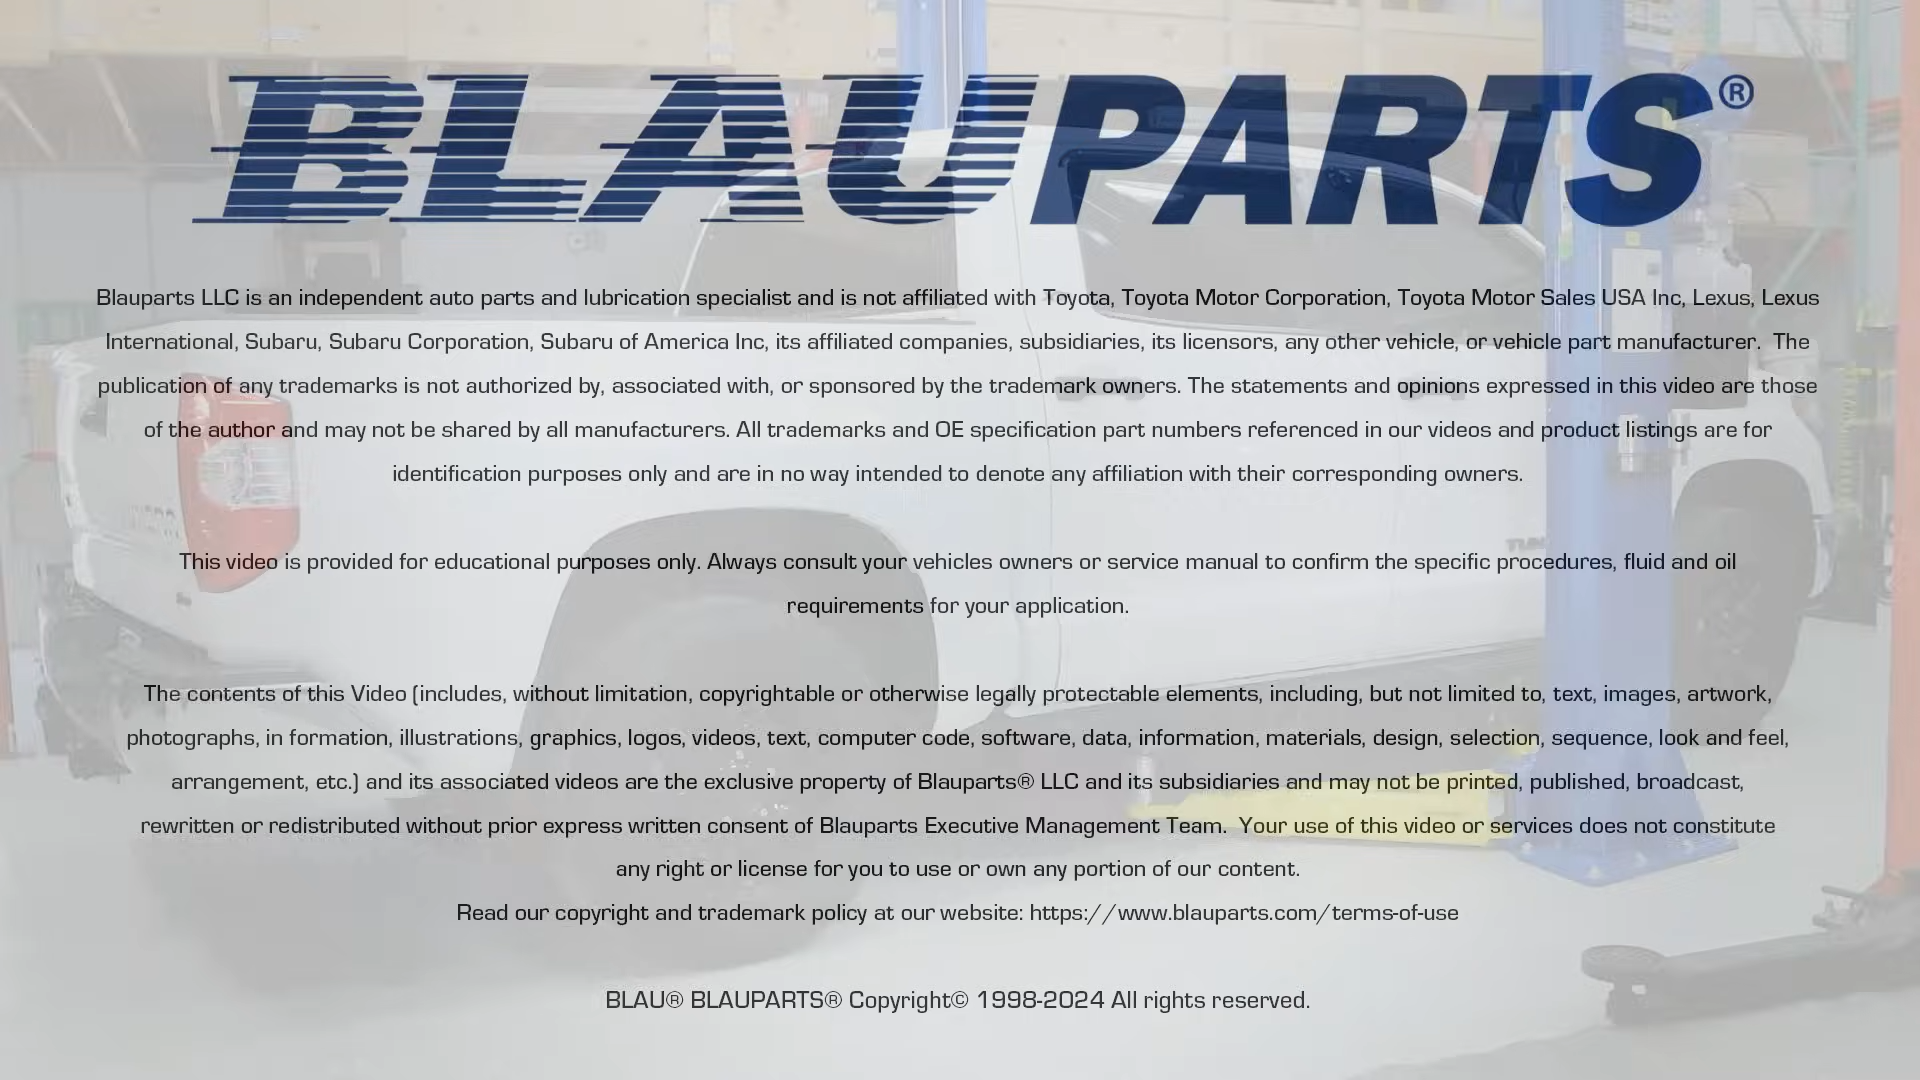 BLAUPARTS®
Blauparts LLC is an independent auto parts and lubrication specialist and is not affiliated with Toyota, Toyota Motor Corporation, Toyota Motor Sales USA Inc, Lexus, Lexus
International, Subaru, Subaru Corporation, Subaru of America Inc, its affiliated companies, subsidiaries, its licensors, any other vehicle, or vehicle part manufacturer.  The
publication of any trademarks is not authorized by, associated with, or sponsored by the trademark owners. The statements and opinions expressed in this video are those
of the author and may not be shared by all manufacturers. All trademarks and OE specification part numbers referenced in our videos and product listings are for
identification purposes only and are in no way intended to denote any affiliation with their corresponding owners.
This video is provided for educational purposes only. Always consult your vehicles owners or service manual to confirm the specific procedures, fluid and oil
requirements for your application.
The contents of this Video (includes, without limitation, copyrightable or otherwise legally protectable elements, including, but not limited to, text, images, artwork,
photographs, in formation, illustrations, graphics, logos, videos, text, computer code, software, data, information, materials, design, selection, sequence, look and feel,
arrangement, etc.) and its associated videos are the exclusive property of Blauparts® LLC and its subsidiaries and may not be printed, published, broadcast,
rewritten or redistributed without prior express written consent of Blauparts Executive Management Team.  Your use of this video or services does not constitute
any right or license for you to use or own any portion of our content.
Read our copyright and trademark policy at our website: https://www.blauparts.com/terms-of-use
BLAU® BLAUPARTS® Copyright© 1998-2024 All rights reserved.